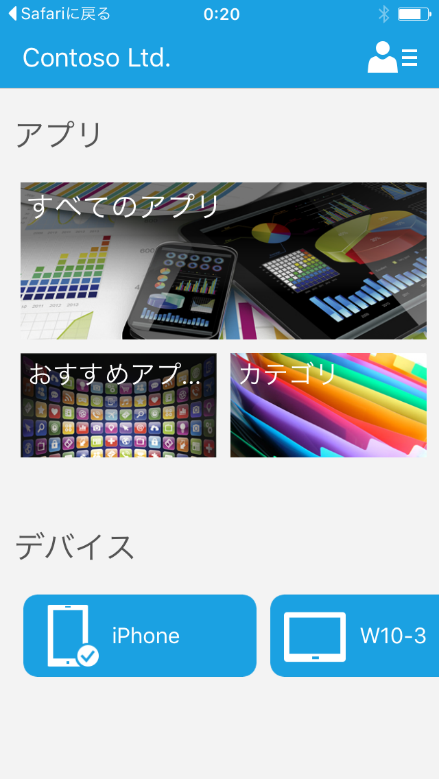 Safariに戻る
0:20
Contoso Ltd.
アプリ
すべてのアプリ
おすすめアプ...
カテゴリ
デバイス
iPhone
W10-3